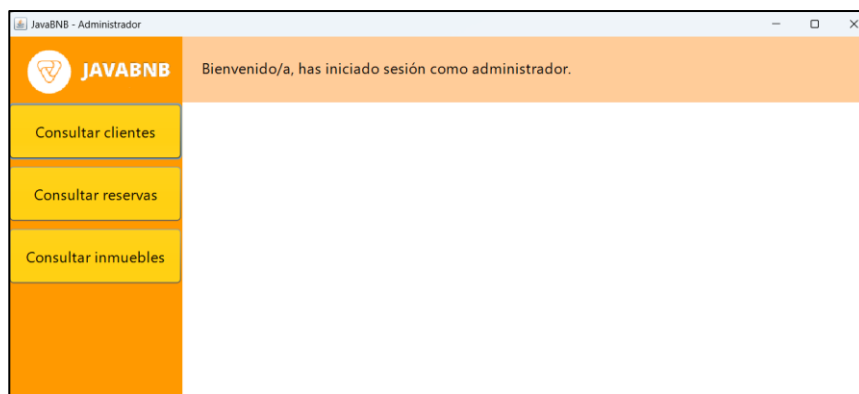 JavaBNB - Administrador
JAVABNB
Bienvenido/a, has iniciado sesión como administrador.
Consultar clientes
Consultar reservas
Consultar inmuebles